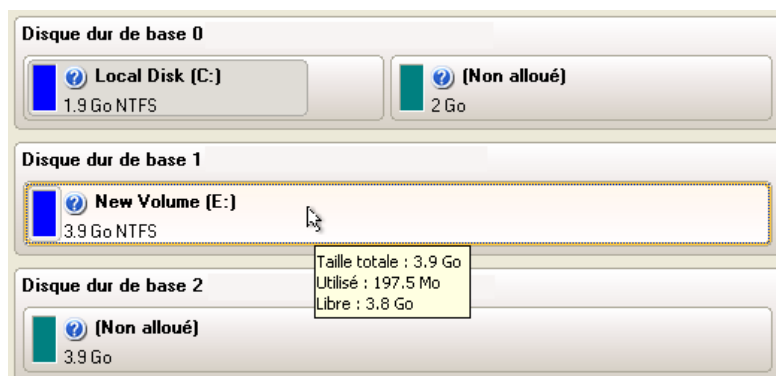 Disque dur de base 0
Local Disk (C:)
1.9 Go NTFS
(Non alloué)
2 Go
Disque dur de base 1
New Volume (E:)
3.9 Go NTFS
Taille totale : 3.9 Go
Utilisé : 197.5 Mo
Libre : 3.8 Go
Disque dur de base 2
(Non alloué)
3.9 Go